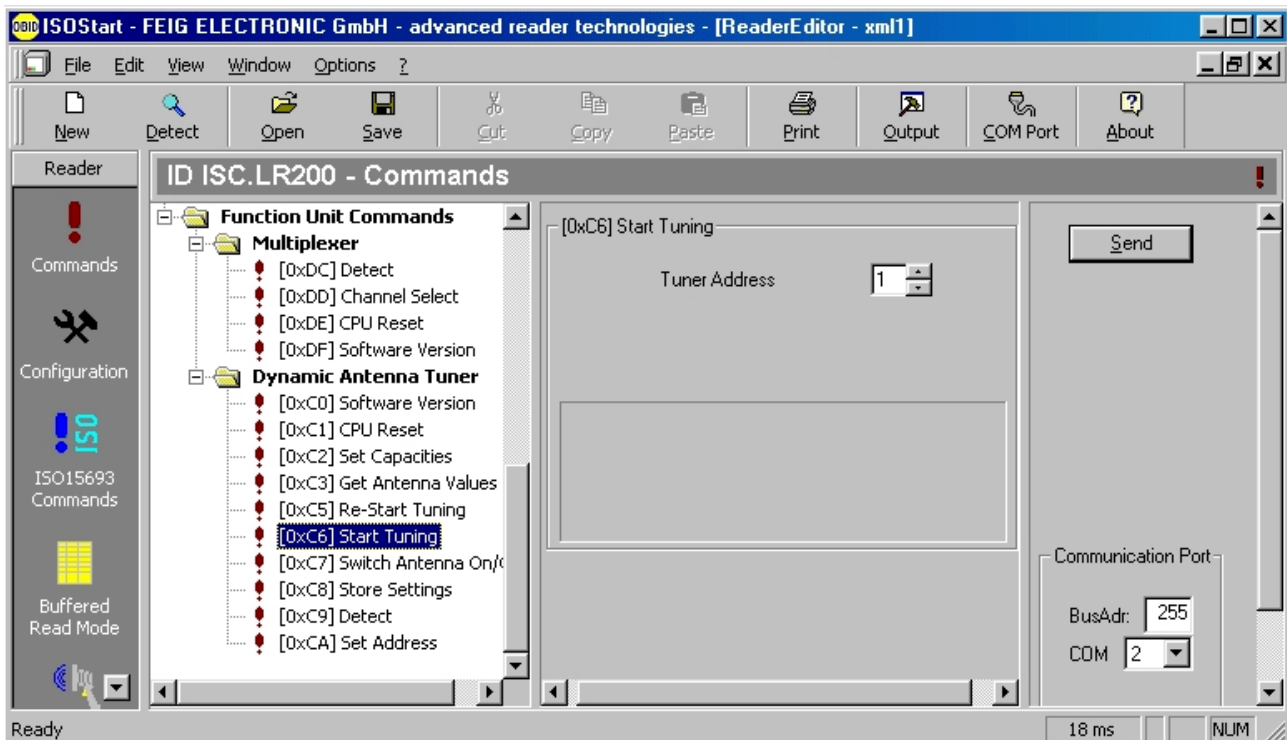 OBID ISOStart - FEIG ELECTRONIC GmbH - advanced reader technologies - [ReaderEditor - xml1]
File Edit View Window Options ?
New Detect Open Save Cut Copy Paste Print Output COM Port About
Reader
ID ISC.LR200 - Commands
Commands
Configuration
ISO
ISO15693
Commands
Buffered
Read Mode
Function Unit Commands
Multiplexer
[0xDC] Detect
[0xDD] Channel Select
[0xDE] CPU Reset
[0xDF] Software Version
Dynamic Antenna Tuner
[0xC0] Software Version
[0xC1] CPU Reset
[0xC2] Set Capacities
[0xC3] Get Antenna Values
[0xC5] Re-Start Tuning
[0xC6] Start Tuning
[0xC7] Switch Antenna On/
[0xC8] Store Settings
[0xC9] Detect
[0xCA] Set Address
[0xC6] Start Tuning
Tuner Address 1
Send
Communication Port
BusAdr: 255
COM 2
Ready 18 ms NUM